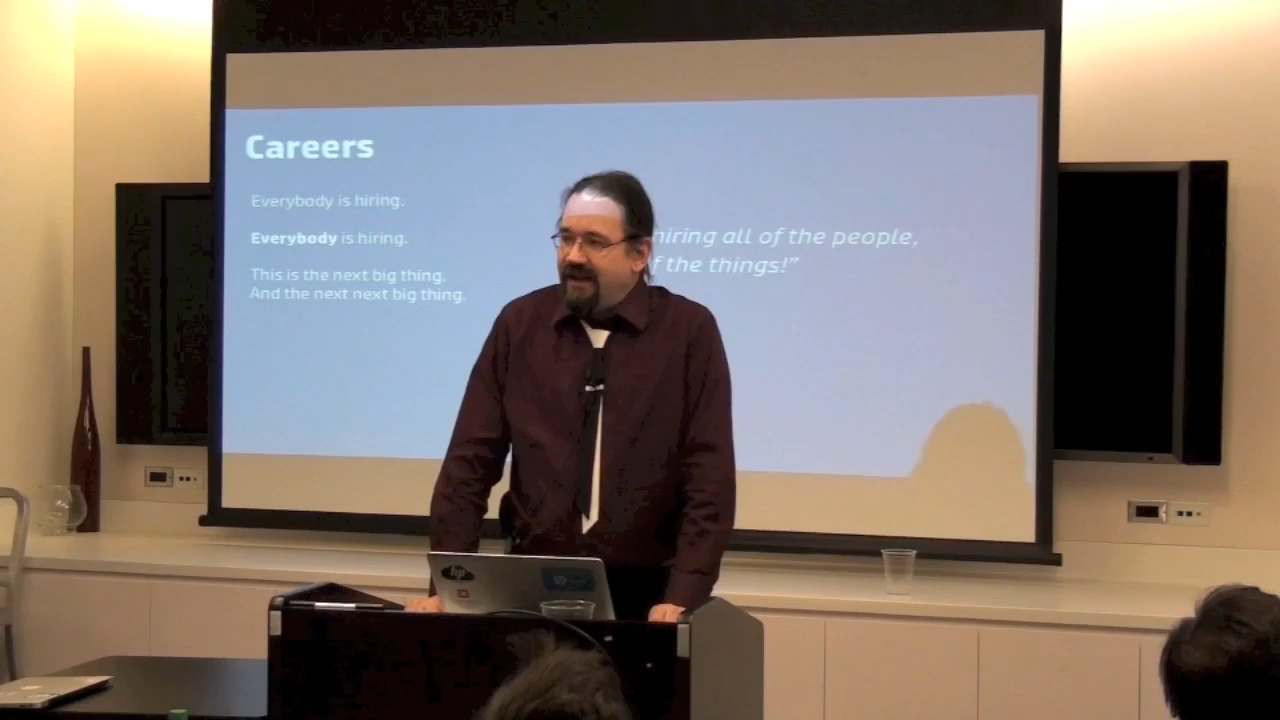 Careers
Everybody is hiring.
Everybody is hiring.
This is the next big thing.
And the next next big thing.
hiring all of the people,
f the things!”
hp